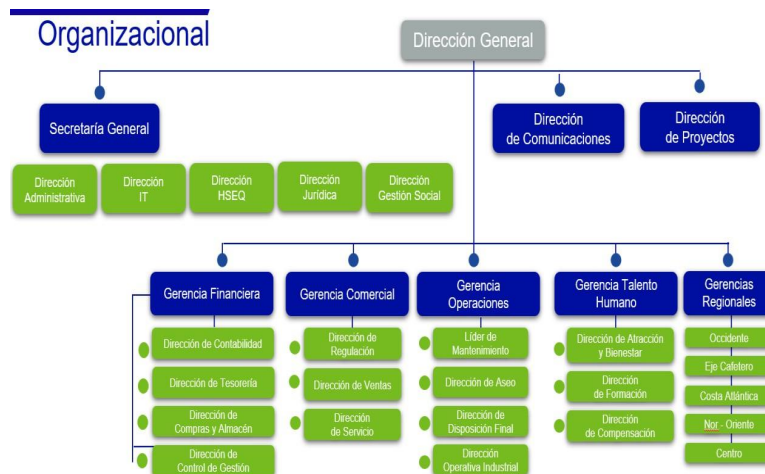 Organizacional
Dirección General
Secretaría General
Dirección
de Comunicaciones
Dirección
de Proyectos
Dirección
Administrativa
Dirección
IT
Dirección
HSEQ
Dirección
Jurídica
Dirección
Gestión Social
Gerencia Financiera
Gerencia Comercial
Gerencia
Operaciones
Gerencia Talento
Humano
Gerencias
Regionales
Dirección de Contabilidad
Dirección de Tesorería
Dirección de
Compras y Almacén
Dirección de
Control de Gestión
Dirección de
Regulación
Dirección de Ventas
Dirección
de Servicio
Líder de
Mantenimiento
Dirección de Aseo
Dirección de
Disposición Final
Dirección
Operativa Industrial
Dirección de Atracción
y Bienestar
Dirección
de Formación
Dirección
de Compensación
Occidente
Eje Cafetero
Costa Atlántica
Nor - Oriente
Centro